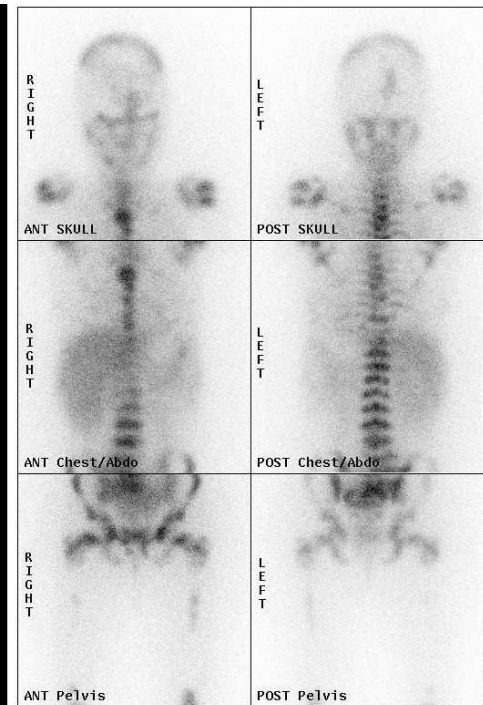 RIGHT
LEFT
ANT SKULL
POST SKULL
RIGHT
LEFT
ANT Chest/Abdo
POST Chest/Abdo
RIGHT
LEFT
ANT Pelvis
POST Pelvis